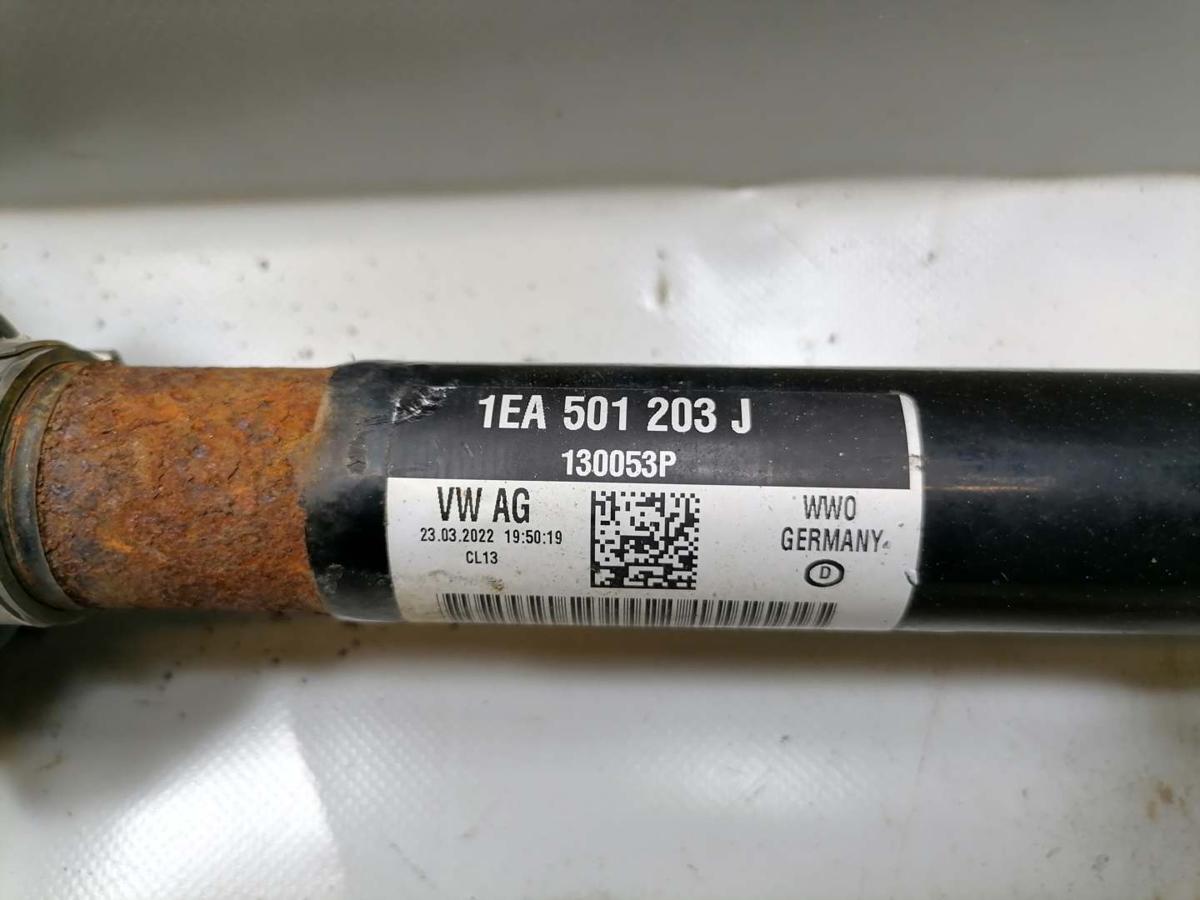 1EA 501 203 J
130053P
VW AG
23.03.2022 19:50:19
CL13
WWO
GERMANY
D